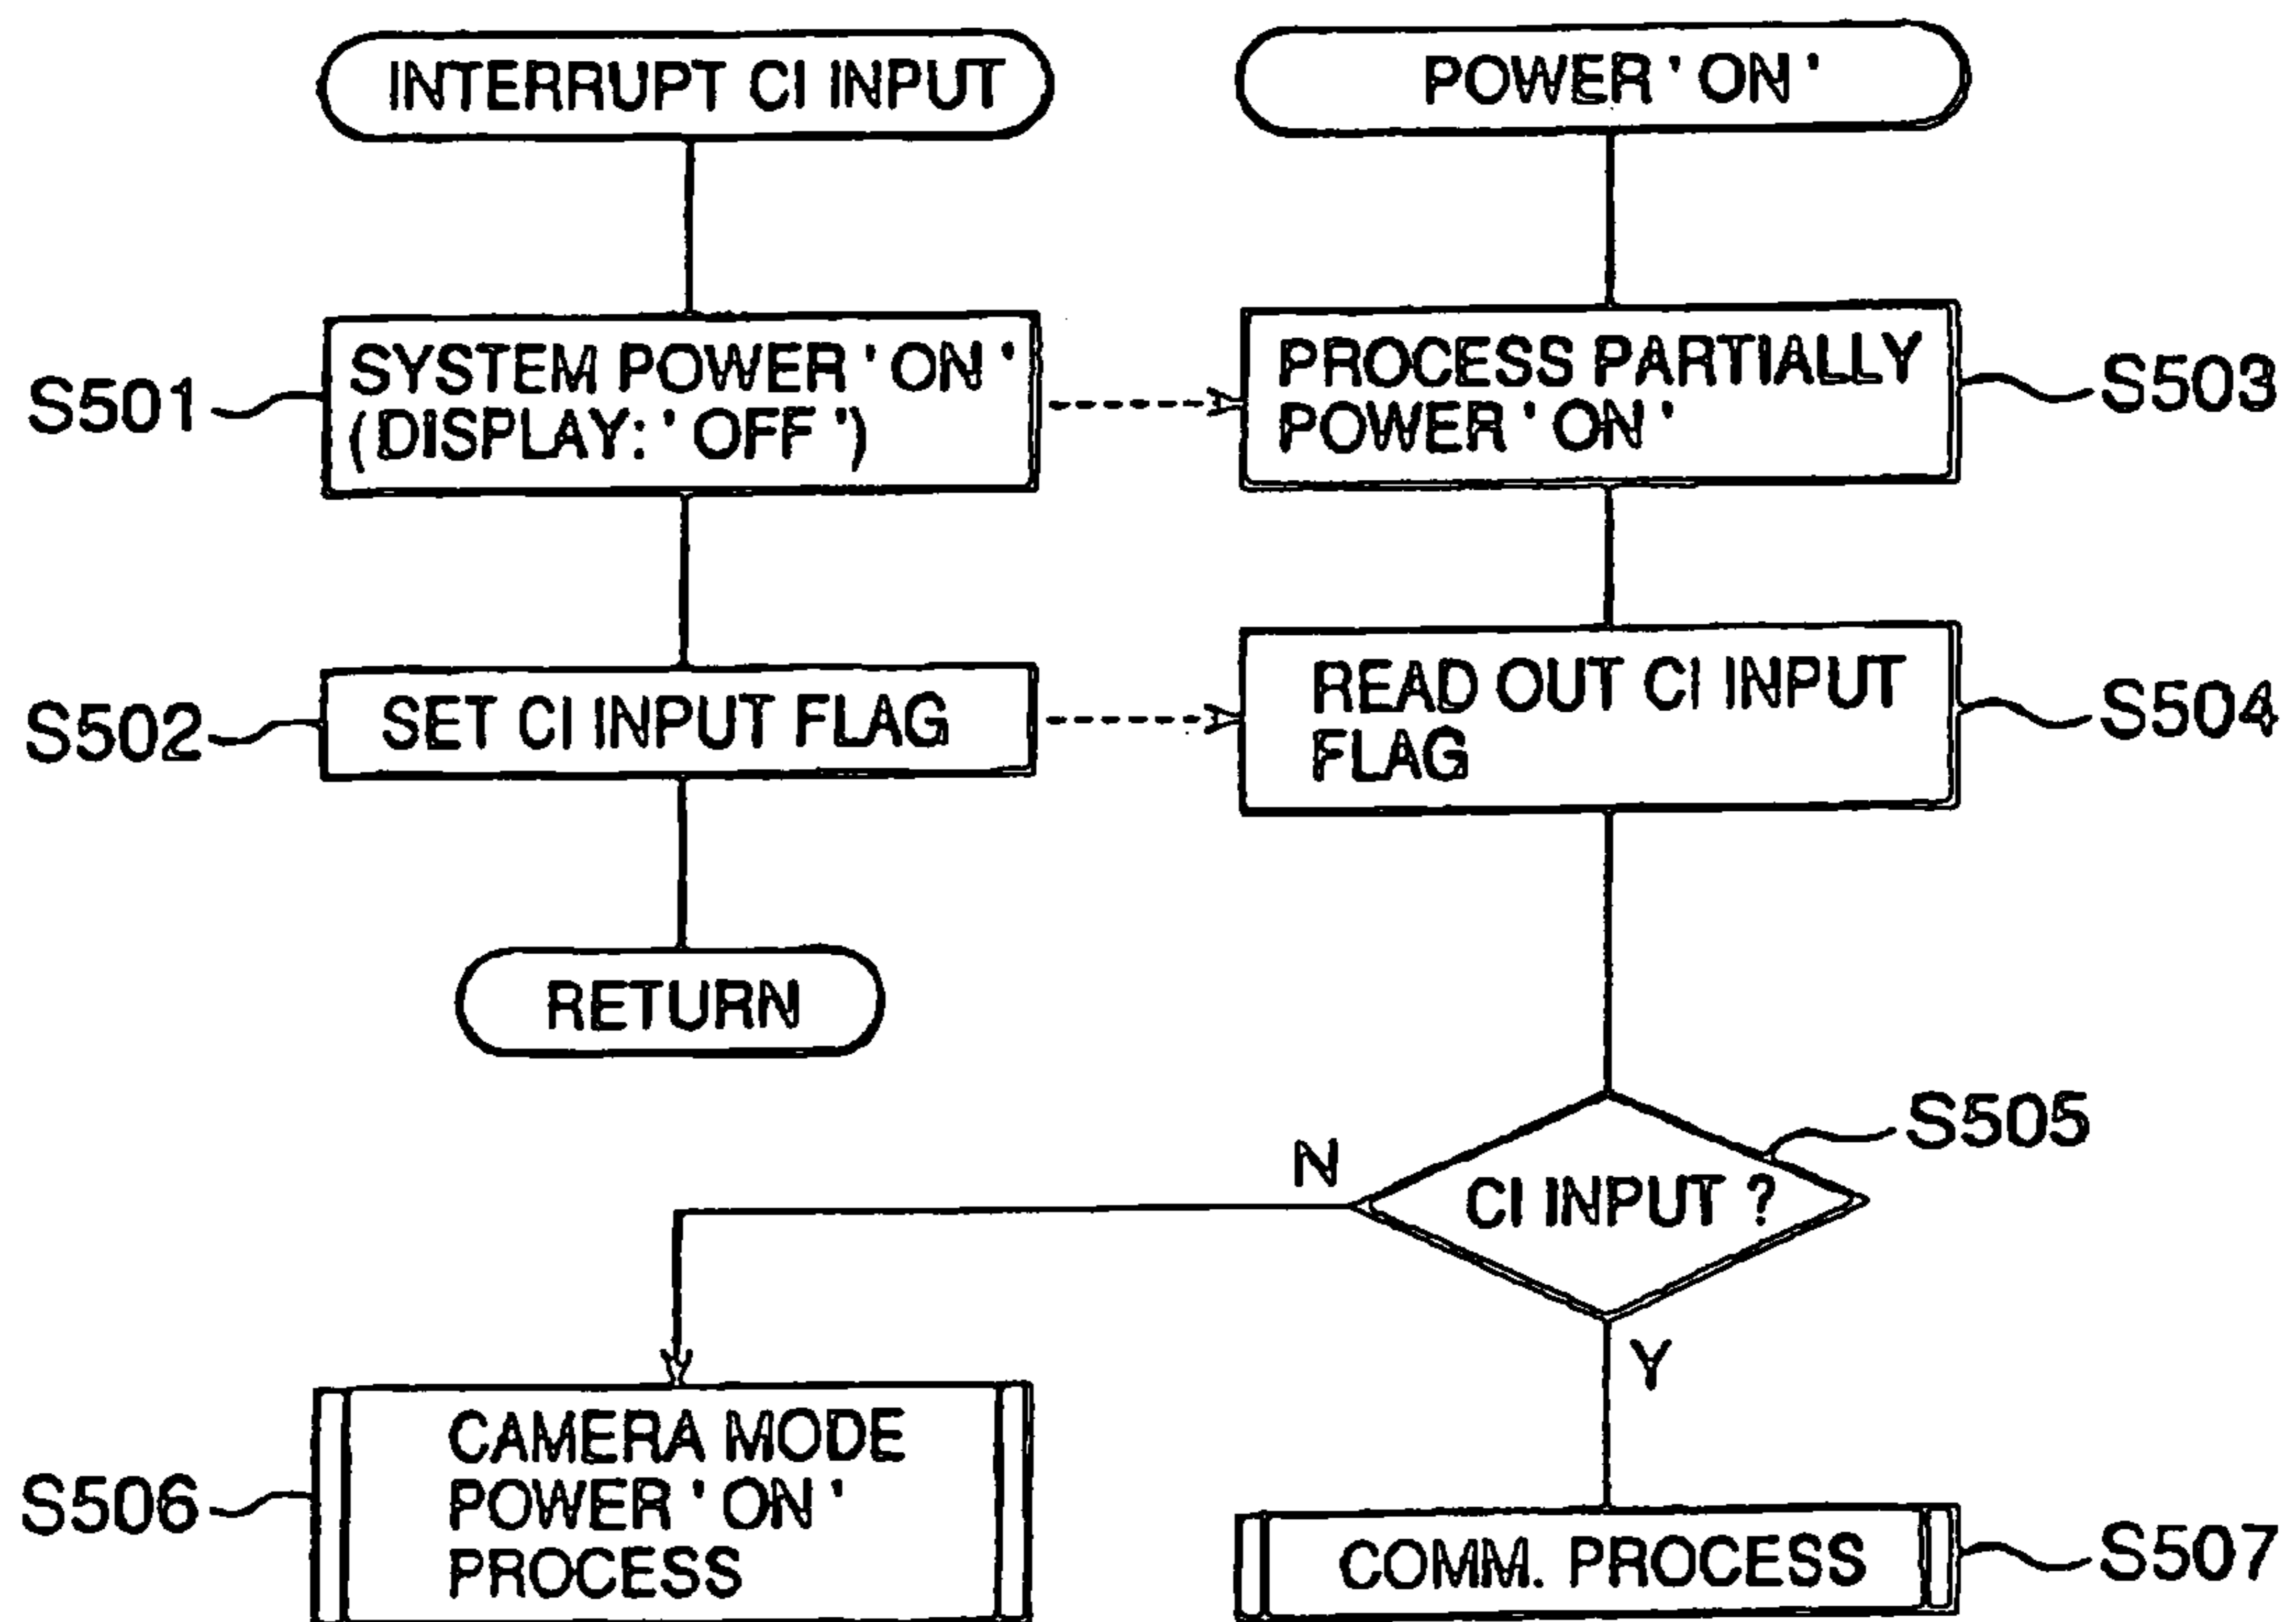 INTERRUPT CI INPUT
POWER ' ON '
S501
SYSTEM POWER ' ON '
(DISPLAY: ' OFF ')
PROCESS PARTIALLY
POWER ' ON '
S503
S502
SET CI INPUT FLAG
READ OUT CI INPUT
FLAG
S504
RETURN
S505
N
CI INPUT ?
Y
S506
CAMERA MODE
POWER ' ON '
PROCESS
COMM. PROCESS
S507